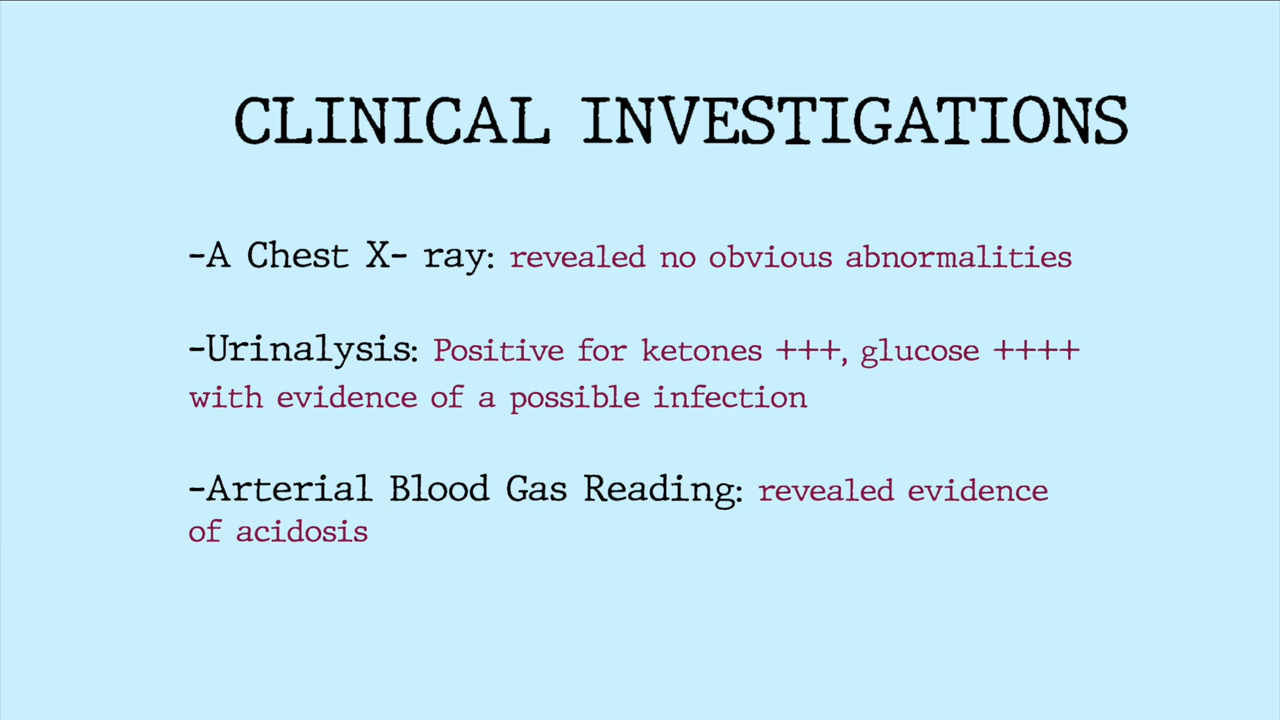 CLINICAL INVESTIGATIONS
-A Chest X- ray: revealed no obvious abnormalities
-Urinalysis: Positive for ketones +++, glucose ++++
with evidence of a possible infection
-Arterial Blood Gas Reading: revealed evidence
of acidosis